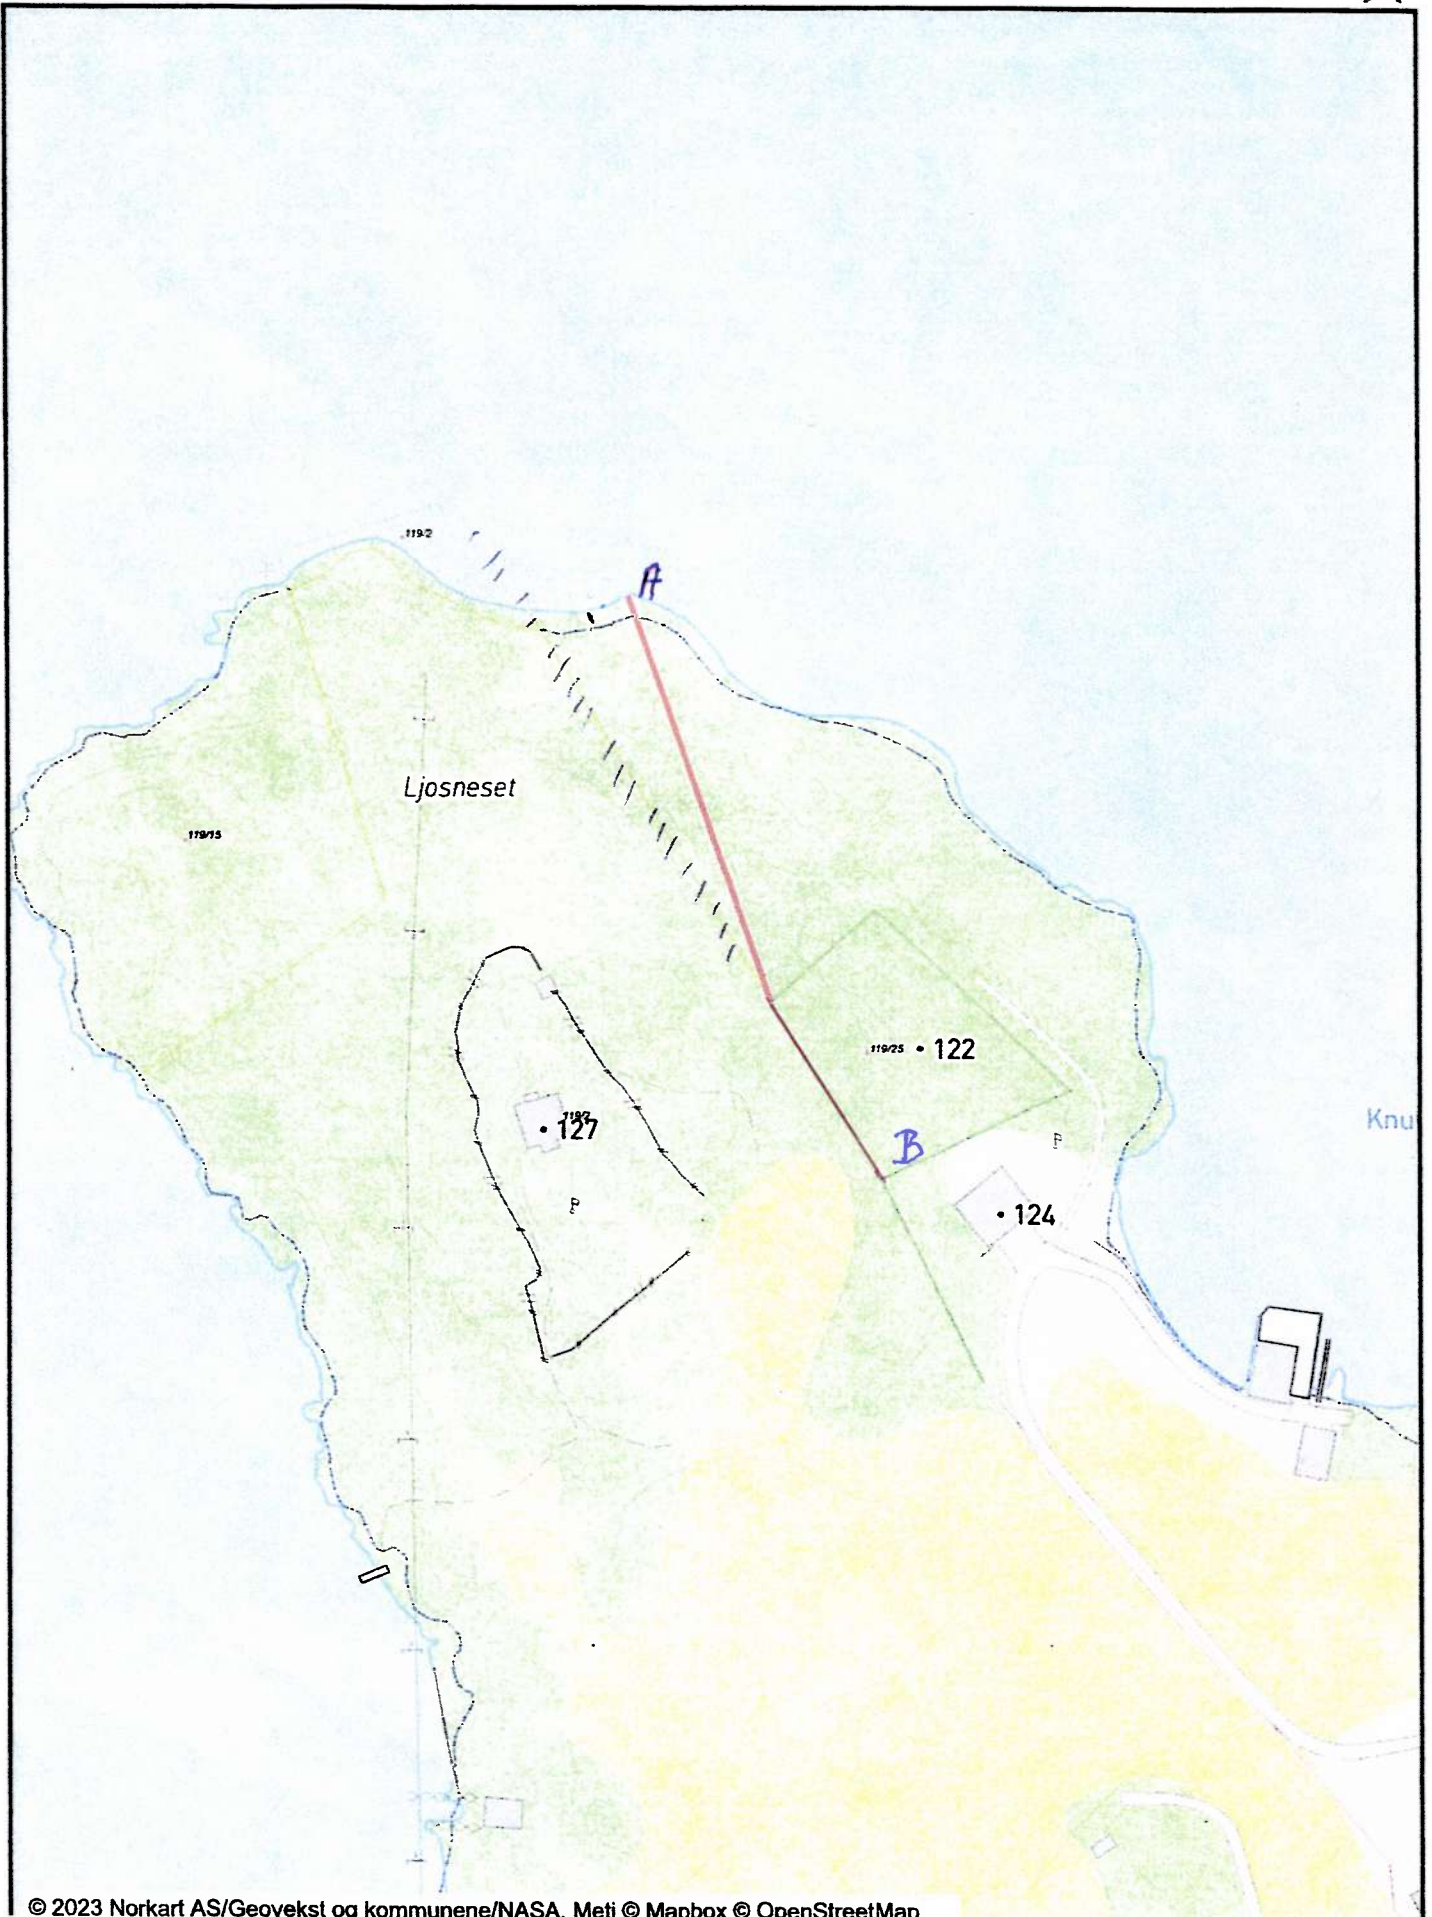 119/2
A
Ljosneset
119/15
119/25 • 122
• 127
B
P
Knu
P
• 124
© 2023 Norkart AS/Geovekst og kommunene/NASA, Meti © Mapbox © OpenStreetMap